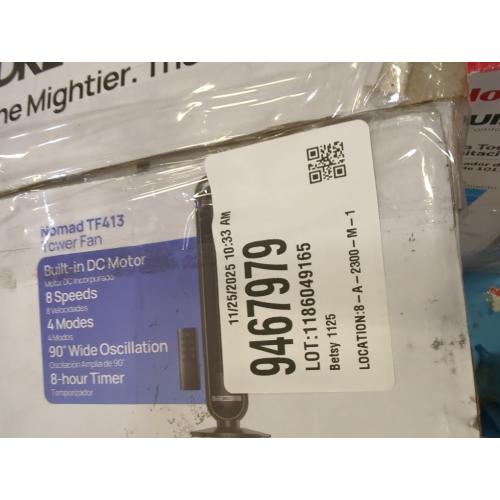 he Mightier. Th
Nomad TF413
Tower Fan
Built-in DC Motor
Motor DC Incorporado
8 Speeds
8 Velocidades
4 Modes
4 Modos
90° Wide Oscillation
Oscilación Amplia de 90°
8-hour Timer
Temporizador
11/25/2025 10:33 AM
9467979
LOT:1186049165
Betsy 1125
LOCATION:8-A-2300-M-1